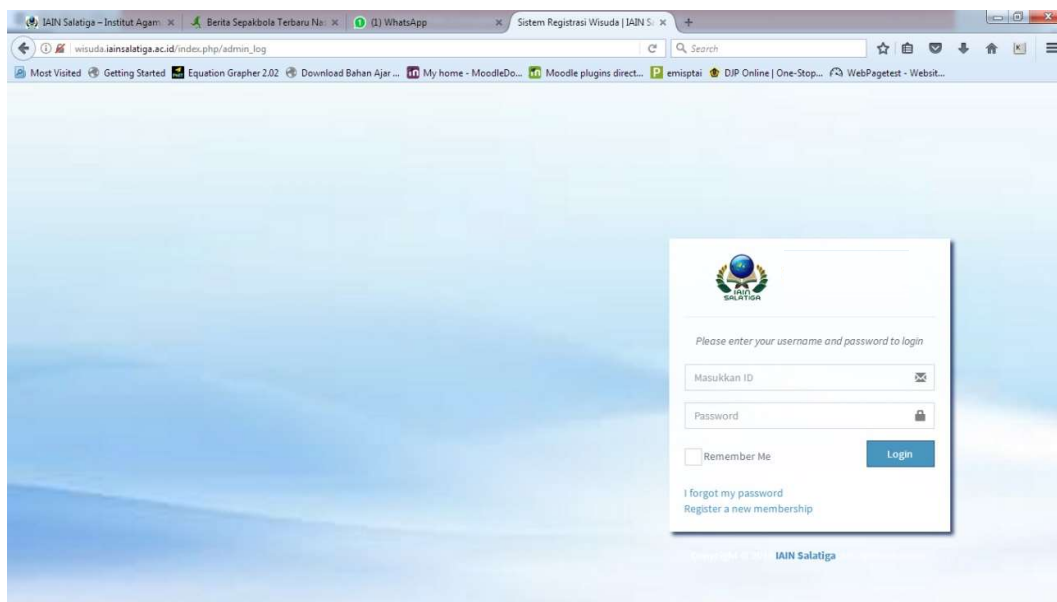 IAIN Salatiga – Institut Agam
Berita Sepakbola Terbaru Na
(1) WhatsApp
Sistem Registrasi Wisuda | IAIN S
wisuda.iainsalatiga.ac.id/index.php/admin_log
Search
Most Visited
Getting Started
Equation Grapher 2.02
Download Bahan Ajar ...
My home - MoodleDo...
Moodle plugins direct...
emisptai
DJP Online | One-Stop...
WebPagetest - Websit...
IAIN
SALATIGA
Please enter your username and password to login
Masukkan ID
Password
Remember Me
Login
I forgot my password
Register a new membership
IAIN Salatiga